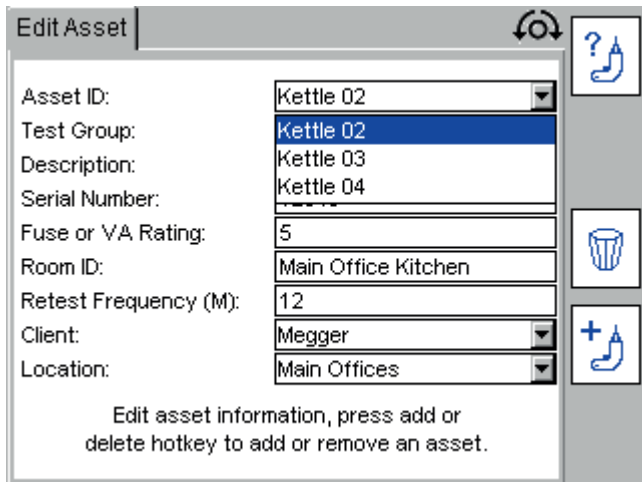 Edit Asset
?
Asset ID: Kettle 02
Test Group: Kettle 02
Description: Kettle 03
Kettle 04
Serial Number:
Fuse or VA Rating: 5
Room ID: Main Office Kitchen
Retest Frequency (M): 12
Client: Megger
Location: Main Offices
+
Edit asset information, press add or
delete hotkey to add or remove an asset.